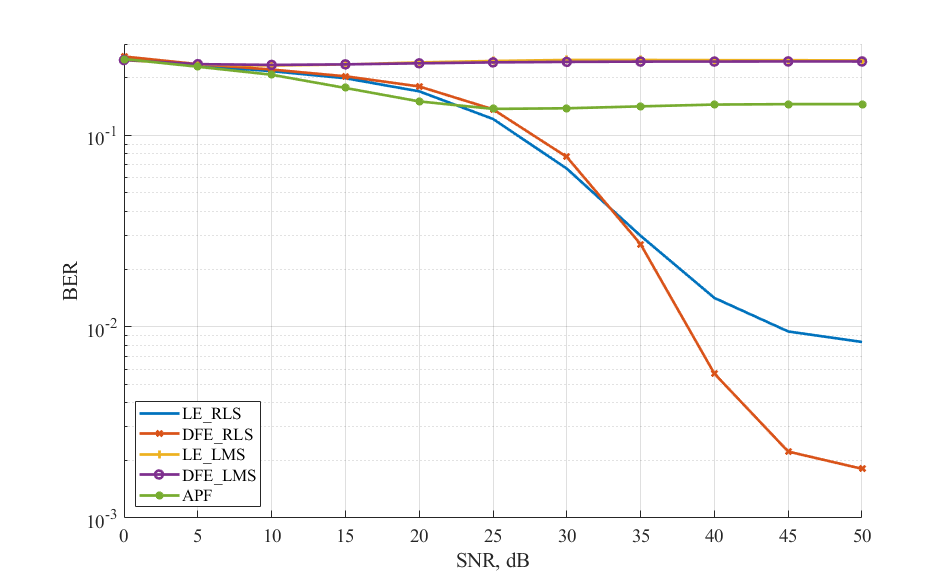 BER
10^-1
10^-2
10^-3
LE_RLS
DFE_RLS
LE_LMS
DFE_LMS
APF
0 5 10 15 20 25 30 35 40 45 50
SNR, dB